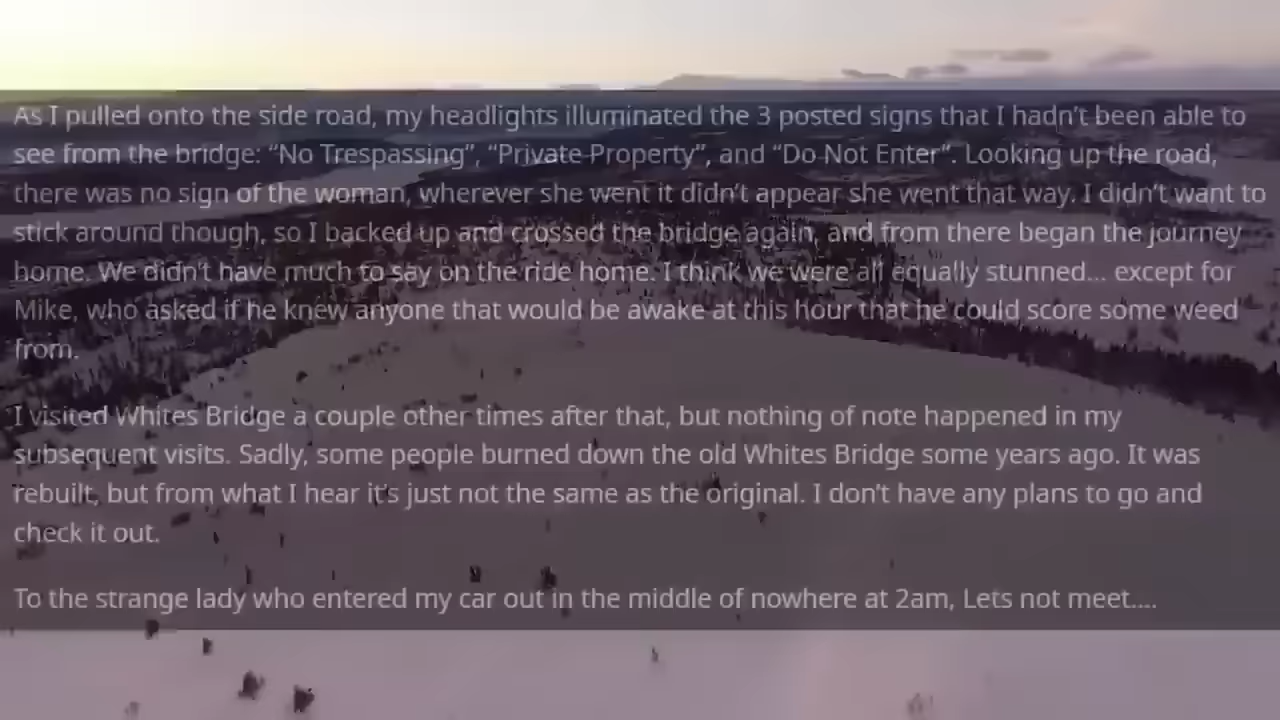 As I pulled onto the side road, my headlights illuminated the 3 posted signs that I hadn't been able to
see from the bridge: “No Trespassing”, “Private Property”, and “Do Not Enter”. Looking up the road,
there was no sign of the woman, wherever she went it didn't appear she went that way. I didn't want to
stick around though, so I backed up and crossed the bridge again, and from there began the journey
home. We didn't have much to say on the ride home. I think we were all equally stunned... except for
Mike, who asked if he knew anyone that would be awake at this hour that he could score some weed
from.
I visited Whites Bridge a couple other times after that, but nothing of note happened in my
subsequent visits. Sadly, some people burned down the old Whites Bridge some years ago. It was
rebuilt, but from what I hear it's just not the same as the original. I don't have any plans to go and
check it out.
To the strange lady who entered my car out in the middle of nowhere at 2am, Lets not meet....